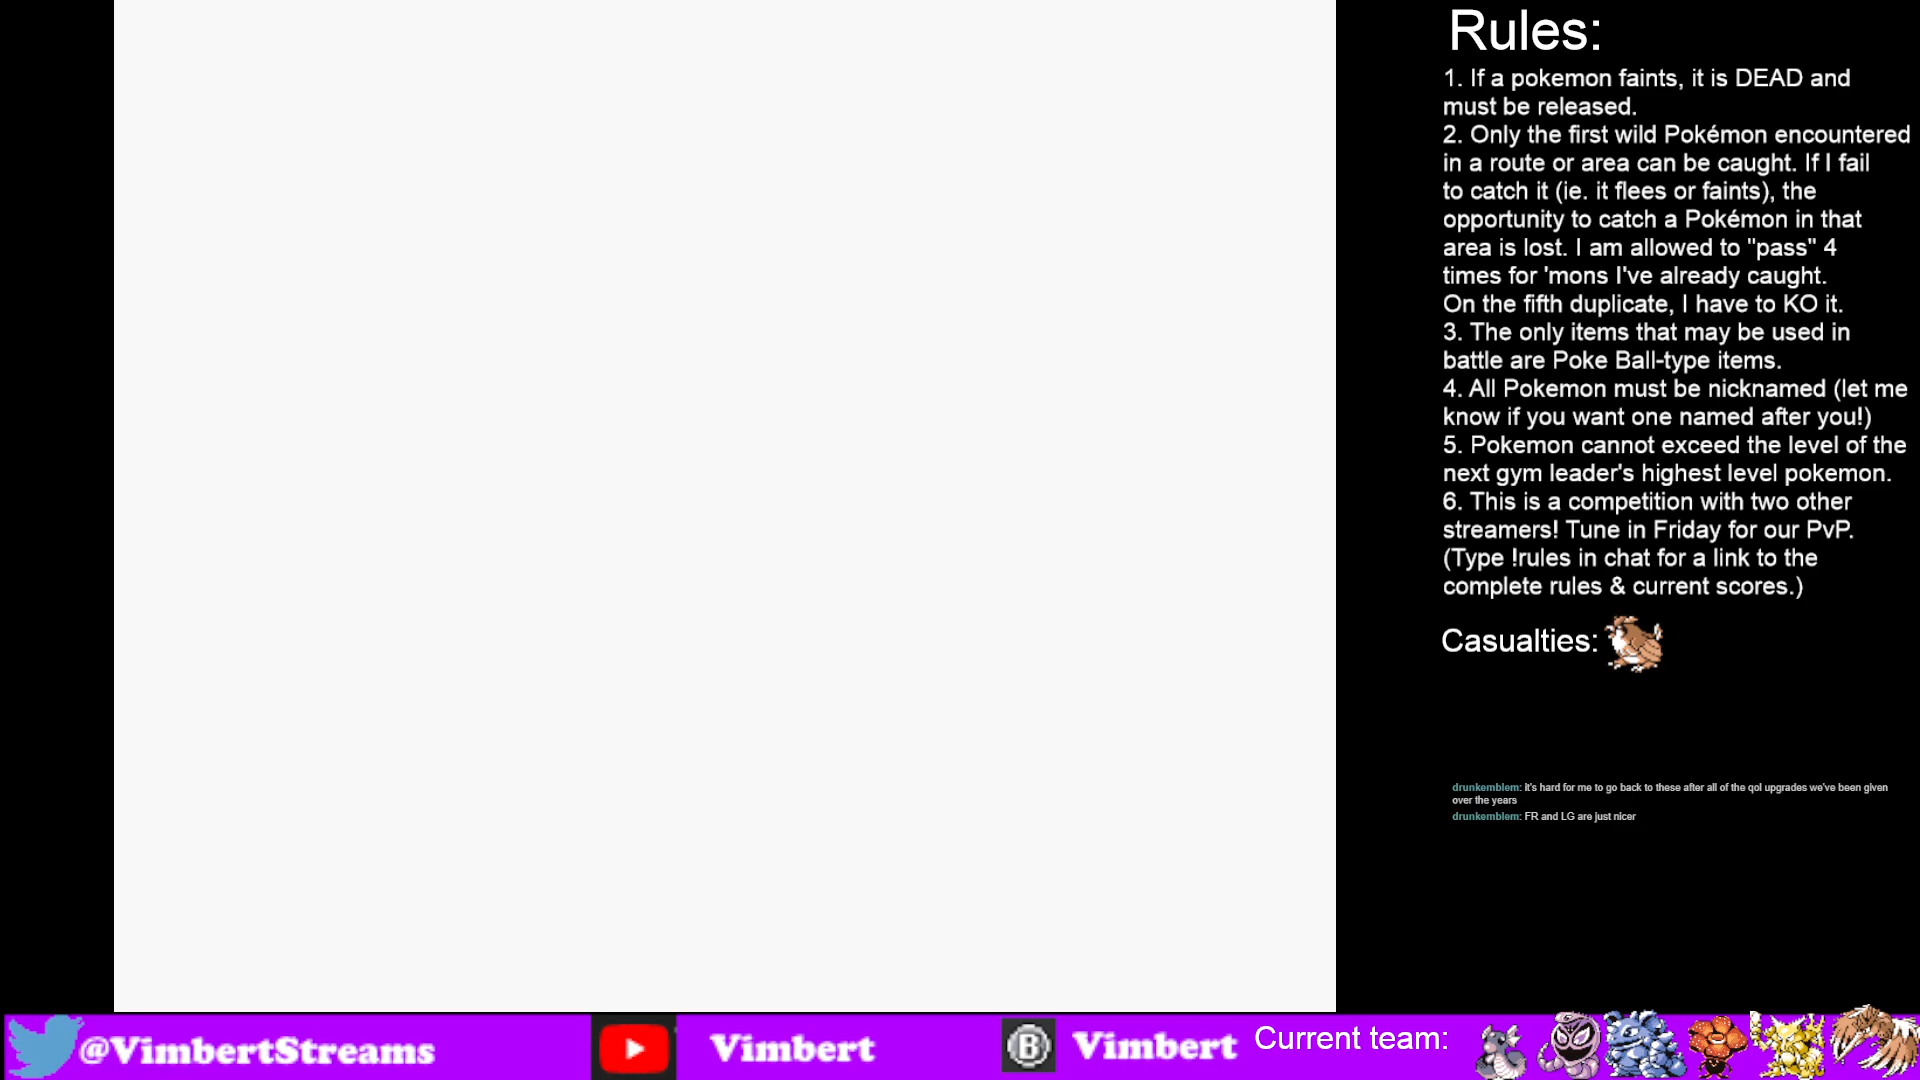 Rules:
1. If a pokemon faints, it is DEAD and
must be released.
2. Only the first wild Pokémon encountered
in a route or area can be caught. If I fail
to catch it (ie. it flees or faints), the
opportunity to catch a Pokémon in that
area is lost. I am allowed to "pass" 4
times for 'mons I've already caught.
On the fifth duplicate, I have to KO it.
3. The only items that may be used in
battle are Poke Ball-type items.
4. All Pokemon must be nicknamed (let me
know if you want one named after you!)
5. Pokemon cannot exceed the level of the
next gym leader's highest level pokemon.
6. This is a competition with two other
streamers! Tune in Friday for our PvP.
(Type !rules in chat for a link to the
complete rules & current scores.)
Casualties:
drunkemblem: It's hard for me to go back to these after all of the qol upgrades we've been given
over the years
drunkemblem: FR and LG are just nicer
@VimbertStreams
Vimbert
B
Vimbert
Current team: